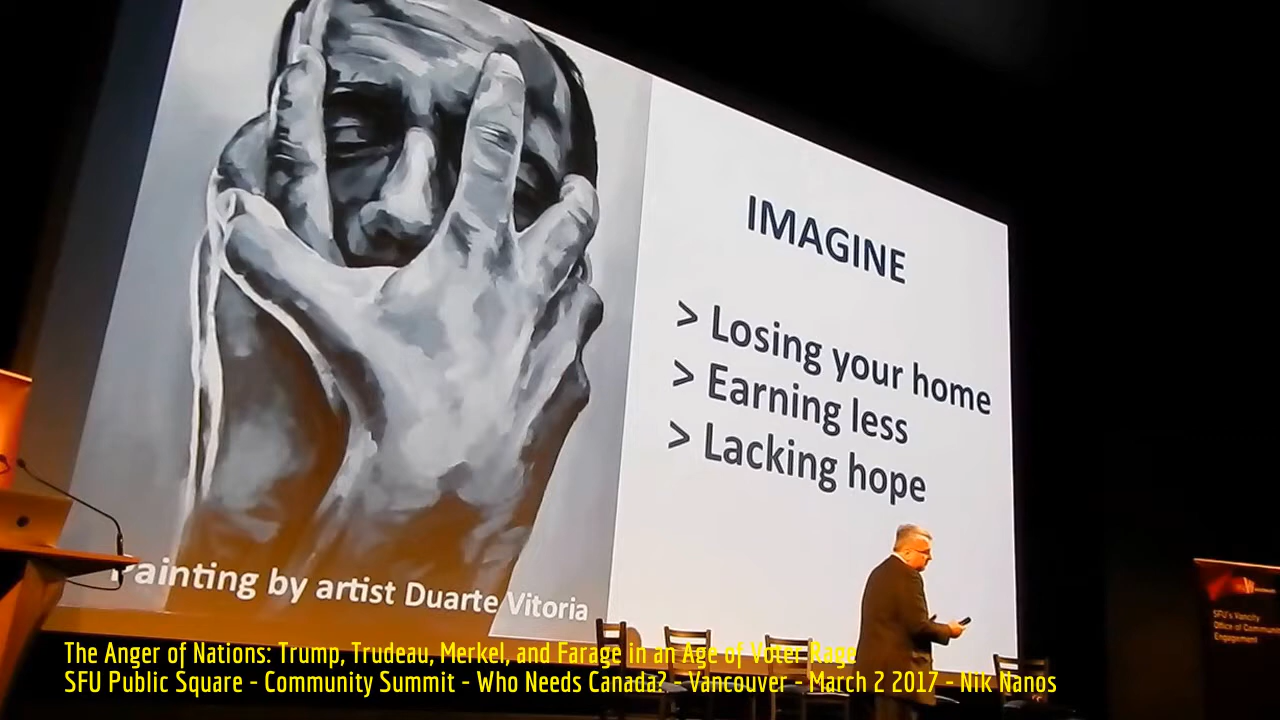 IMAGINE
> Losing your home
> Earning less
> Lacking hope
Painting by artist Duarte Vitoria
SFU's Vancity
Office of Community
Engagement
The Anger of Nations: Trump, Trudeau, Merkel, and Farage in an Age of Voter Rage
SFU Public Square - Community Summit - Who Needs Canada? - Vancouver - March 2 2017 - Nik Nanos